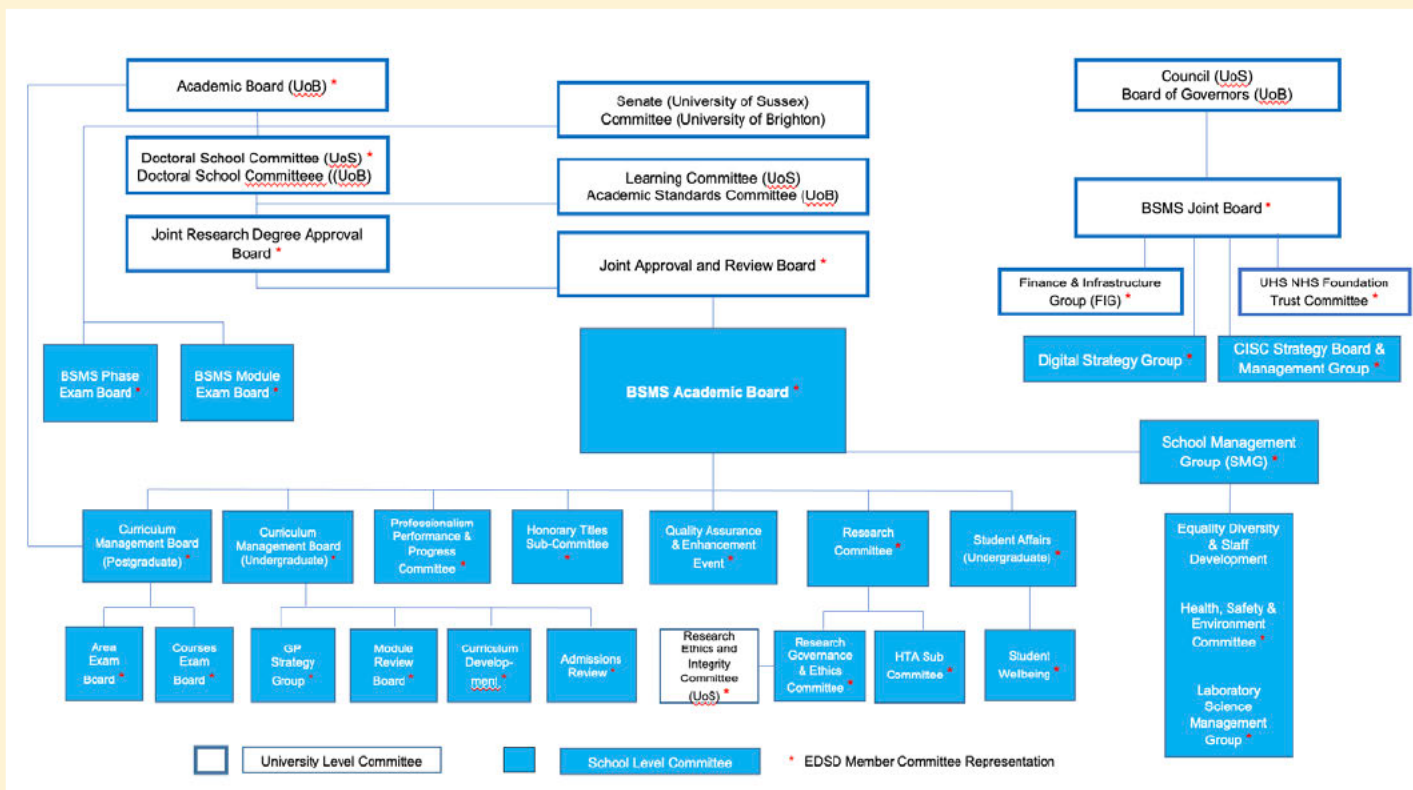 Academic Board (UoB) *
Senate (University of Sussex)
Committee (University of Brighton)
Council (UoS)
Board of Governors (UoB)
Doctoral School Committee (UoS) *
Doctoral School Committeee ((UoB)
Learning Committee (UoS)
Academic Standards Committee (UoB)
BSMS Joint Board *
Joint Research Degree Approval
Board *
Joint Approval and Review Board *
Finance & Infrastructure
Group (FIG) *
UHS NHS Foundation
Trust Committee *
BSMS Phase
Exam Board *
BSMS Module
Exam Board *
BSMS Academic Board *
Digital Strategy Group *
CISC Strategy Board &
Management Group *
School Management
Group (SMG) *
Curriculum
Management Board
(Postgraduate) *
Curriculum
Management Board
(Undergraduate) *
Professionalism
Performance &
Progress
Committee *
Honorary Titles
Sub-Committee
*
Quality Assurance
& Enhancement
Event *
Research
Committee *
Student Affairs
(Undergraduate) *
Equality Diversity
& Staff
Development
Health, Safety &
Environment
Committee *
Laboratory
Science
Management
Group *
Area
Exam
Board *
Courses
Exam
Board *
GP
Strategy
Group *
Module
Review
Board *
Curriculum
Develop-
ment. *
Admissions
Review *
Research
Ethics and
Integrity
Committee
(UoS) *
Research
Governance
& Ethics
Committee *
HTA Sub
Committee *
Student
Wellbeing *
University Level Committee
School Level Committee
* EDSD Member Committee Representation